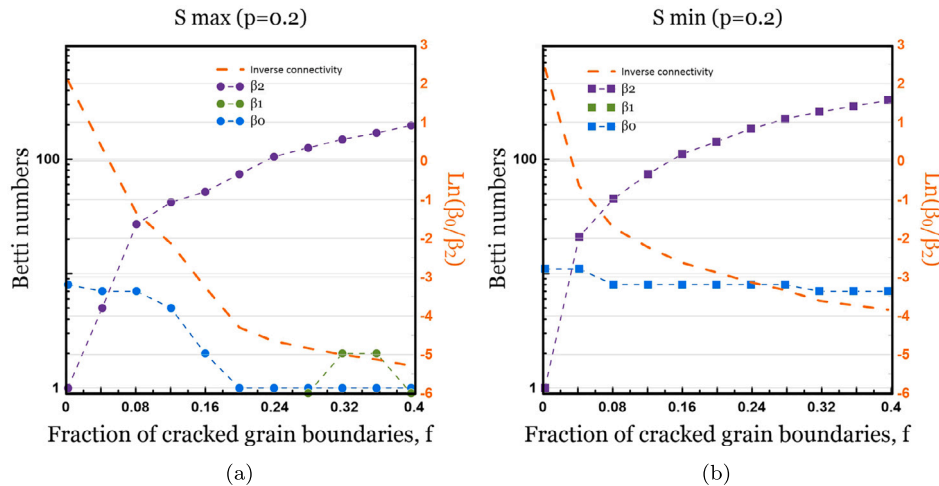 S max (p=0.2)
Inverse connectivity
β2
β1
β0
Betti numbers
100
1
3
2
1
0
-1
-2
-3
-4
-5
-6
Ln(β₀/β₂)
0
0.08
0.16
0.24
0.32
0.4
Fraction of cracked grain boundaries, f
(a)
S min (p=0.2)
Inverse connectivity
β2
β1
β0
Betti numbers
100
1
3
2
1
0
-1
-2
-3
-4
-5
-6
Ln(β₀/β₂)
0
0.08
0.16
0.24
0.32
0.4
Fraction of cracked grain boundaries, f
(b)